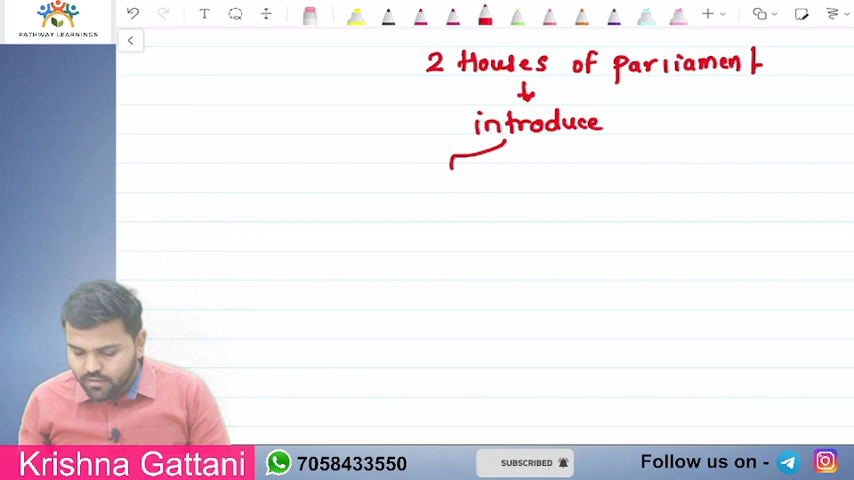 PATHWAY LEARNINGS
T
2 Houses of parliament
introduce
Krishna Gattani
7058433550
SUBSCRIBED
Follow us on -